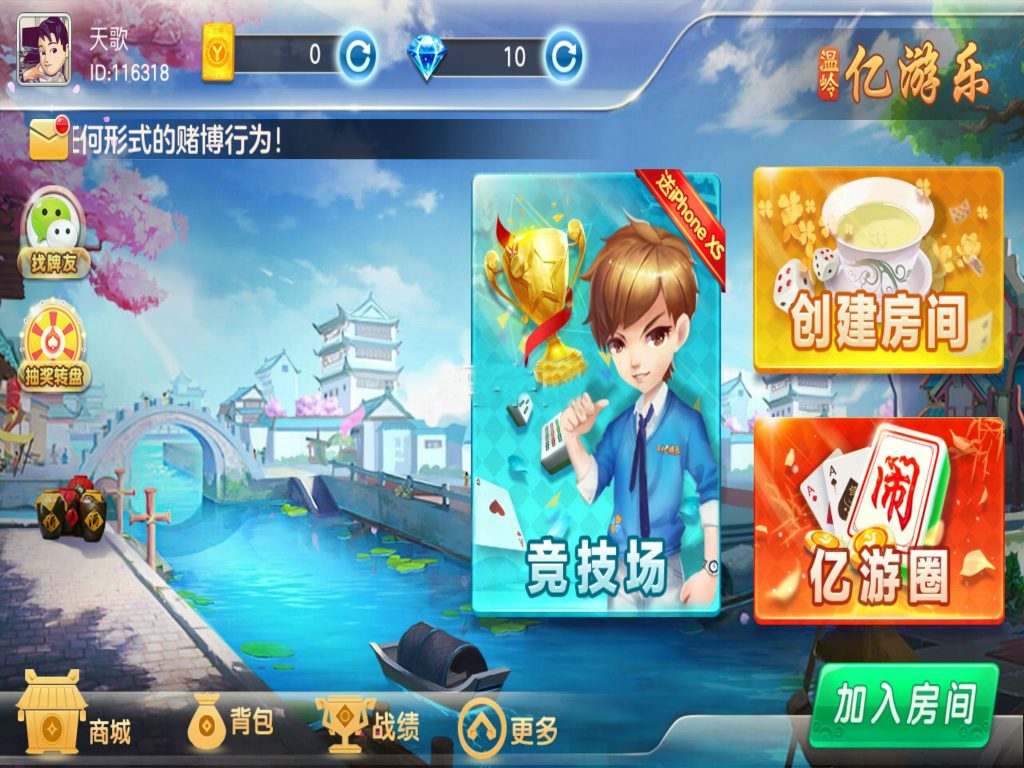 天歌
ID:116318
0
10
温岭
亿游乐
何形式的赌博行为！
找牌友
抽奖转盘
送iPhone XS
竞技场
创建房间
闹
亿游圈
商城
背包
战绩
更多
加入房间